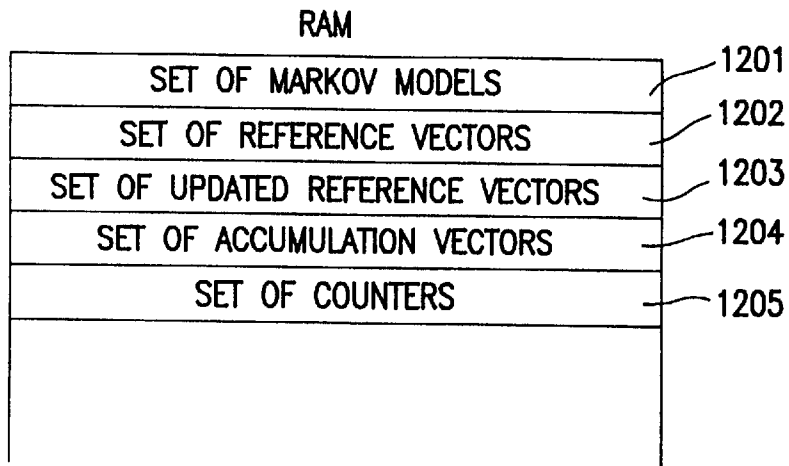 RAM
SET OF MARKOV MODELS
1201
SET OF REFERENCE VECTORS
1202
SET OF UPDATED REFERENCE VECTORS
1203
SET OF ACCUMULATION VECTORS
1204
SET OF COUNTERS
1205